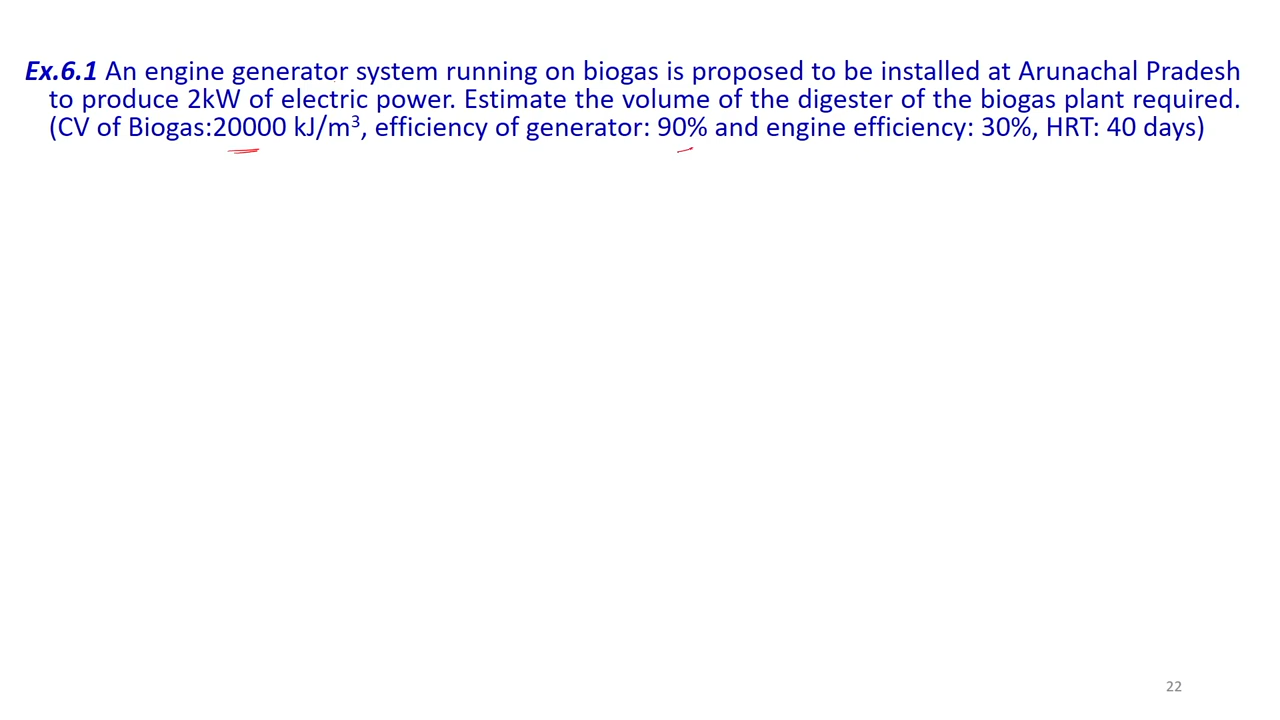 Ex.6.1 An engine generator system running on biogas is proposed to be installed at Arunachal Pradesh
to produce 2kW of electric power. Estimate the volume of the digester of the biogas plant required.
(CV of Biogas:20000 kJ/m³, efficiency of generator: 90% and engine efficiency: 30%, HRT: 40 days)
22